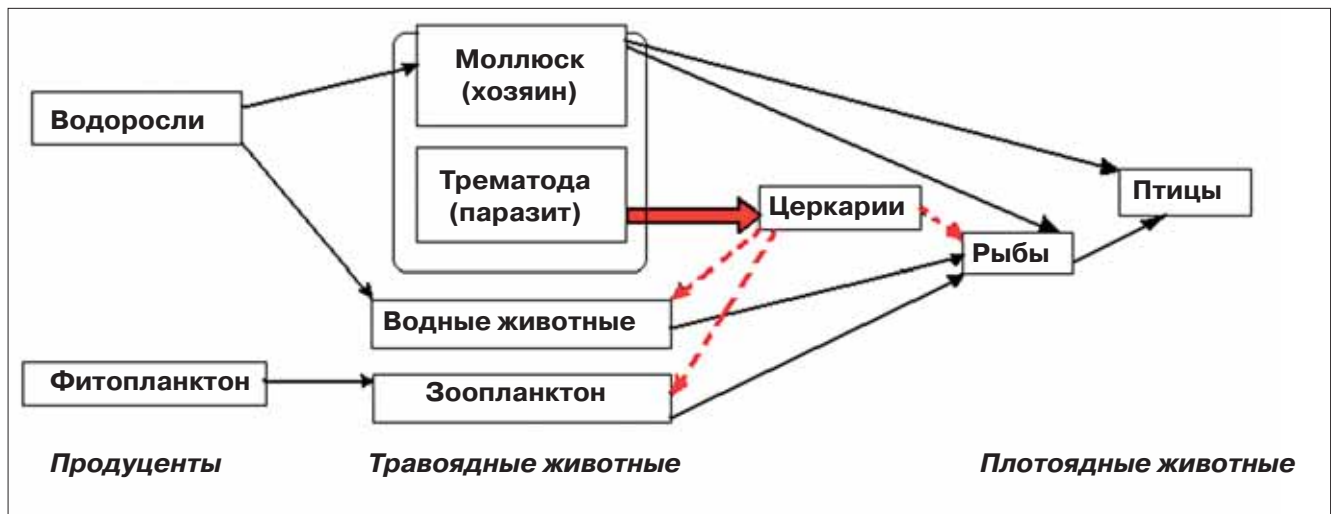 Моллюск
(хозяин)
Водоросли
Трематода
(паразит)
Церкарии
Птицы
Рыбы
Водные животные
Фитопланктон
Зоопланктон
Продуценты
Травоядные животные
Плотоядные животные